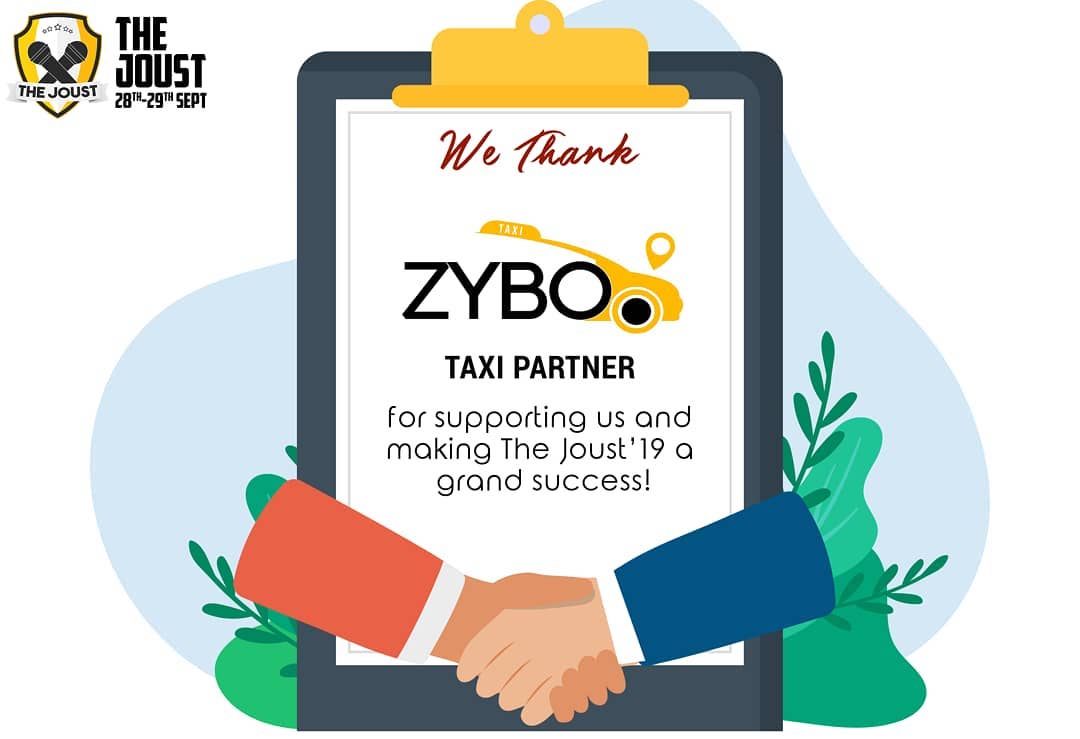 THE JOUST
THE
JOUST
28TH-29TH SEPT
We Thank
TAXI
ZYBO
TAXI PARTNER
for supporting us and
making The Joust'19 a
grand success!